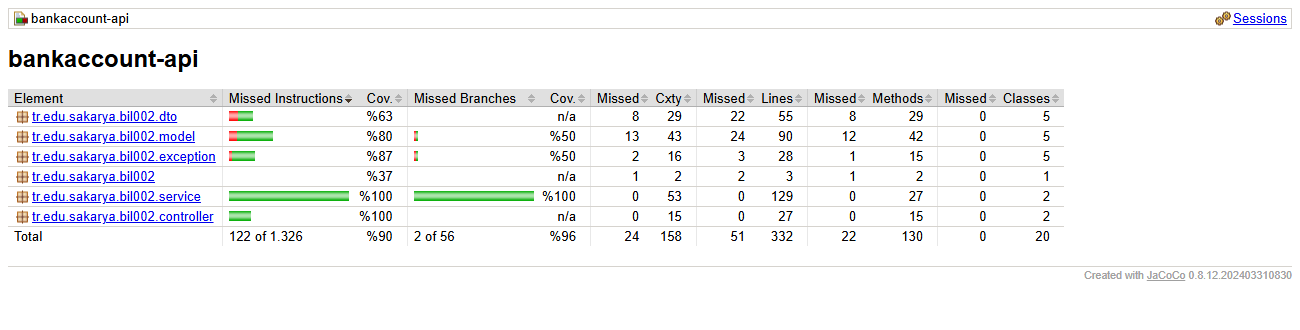 bankaccount-api Sessions
bankaccount-api
Element Missed Instructions Cov. Missed Branches Cov. Missed Cxty Missed Lines Missed Methods Missed Classes
tr.edu.sakarya.bil002.dto %63 n/a 8 29 22 55 8 29 0 5
tr.edu.sakarya.bil002.model %80 %50 13 43 24 90 12 42 0 5
tr.edu.sakarya.bil002.exception %87 %50 2 16 3 28 1 15 0 5
tr.edu.sakarya.bil002 %37 n/a 1 2 2 3 1 2 0 1
tr.edu.sakarya.bil002.service %100 %100 0 53 0 129 0 27 0 2
tr.edu.sakarya.bil002.controller %100 n/a 0 15 0 27 0 15 0 2
Total 122 of 1.326 %90 2 of 56 %96 24 158 51 332 22 130 0 20
Created with JaCoCo 0.8.12.202403310830